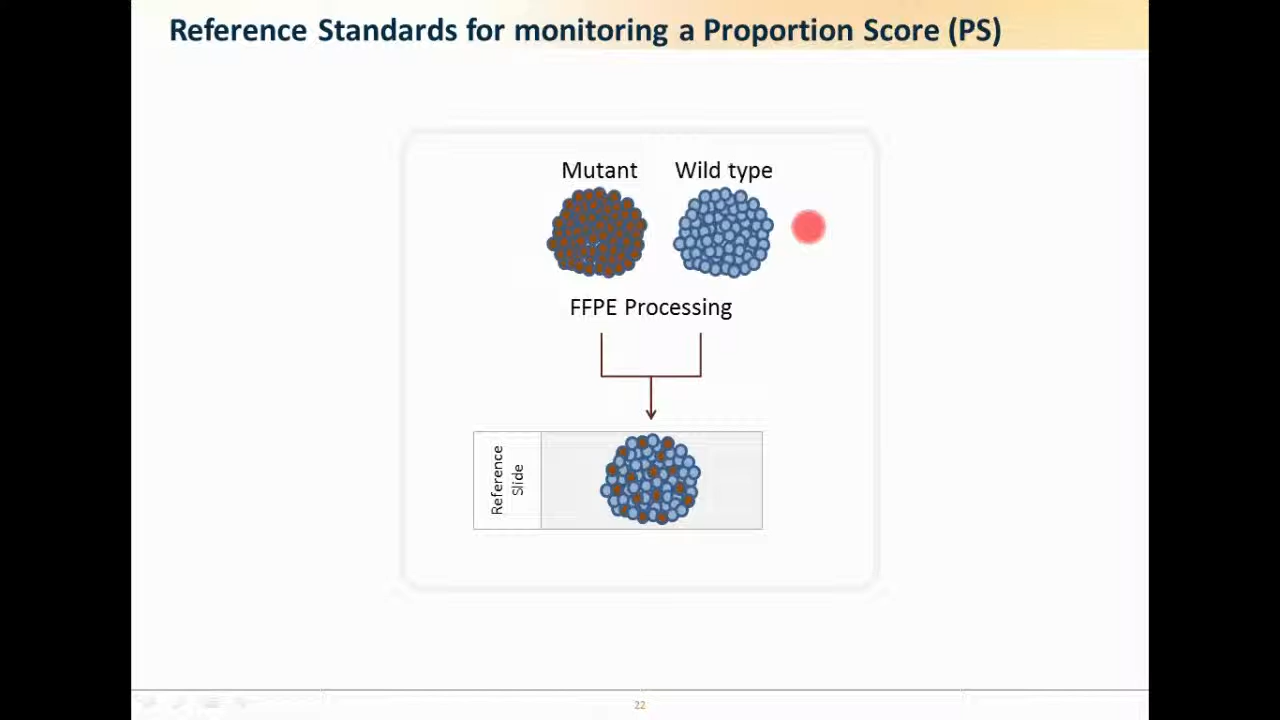 Reference Standards for monitoring a Proportion Score (PS)
Mutant Wild type
FFPE Processing
Reference
Slide
22